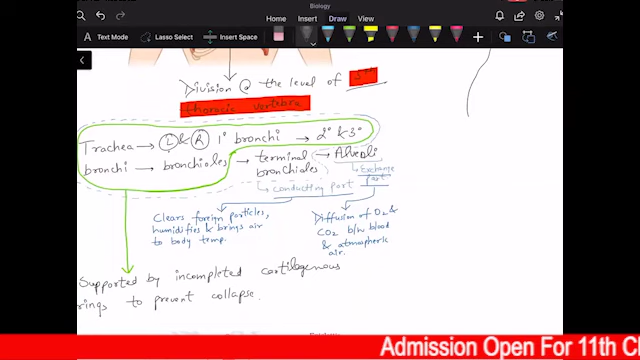 Biology
Home Insert Draw View
Text Mode Lasso Select Insert Space
Division @ the level of 5th
thoracic vertebra
Trachea → L & R 1° bronchi → 2° & 3°
bronchi → bronchioles → terminal bronchioles → Alveoli
Exchange part
conducting part
Clears foreign particles,
humidifies & brings air
to body temp.
Diffusion of O2 &
CO2 b/w blood
& atmospheric
air.
Supported by incompleted cartilogenous
rings to prevent collapse.
Admission Open For 11th C